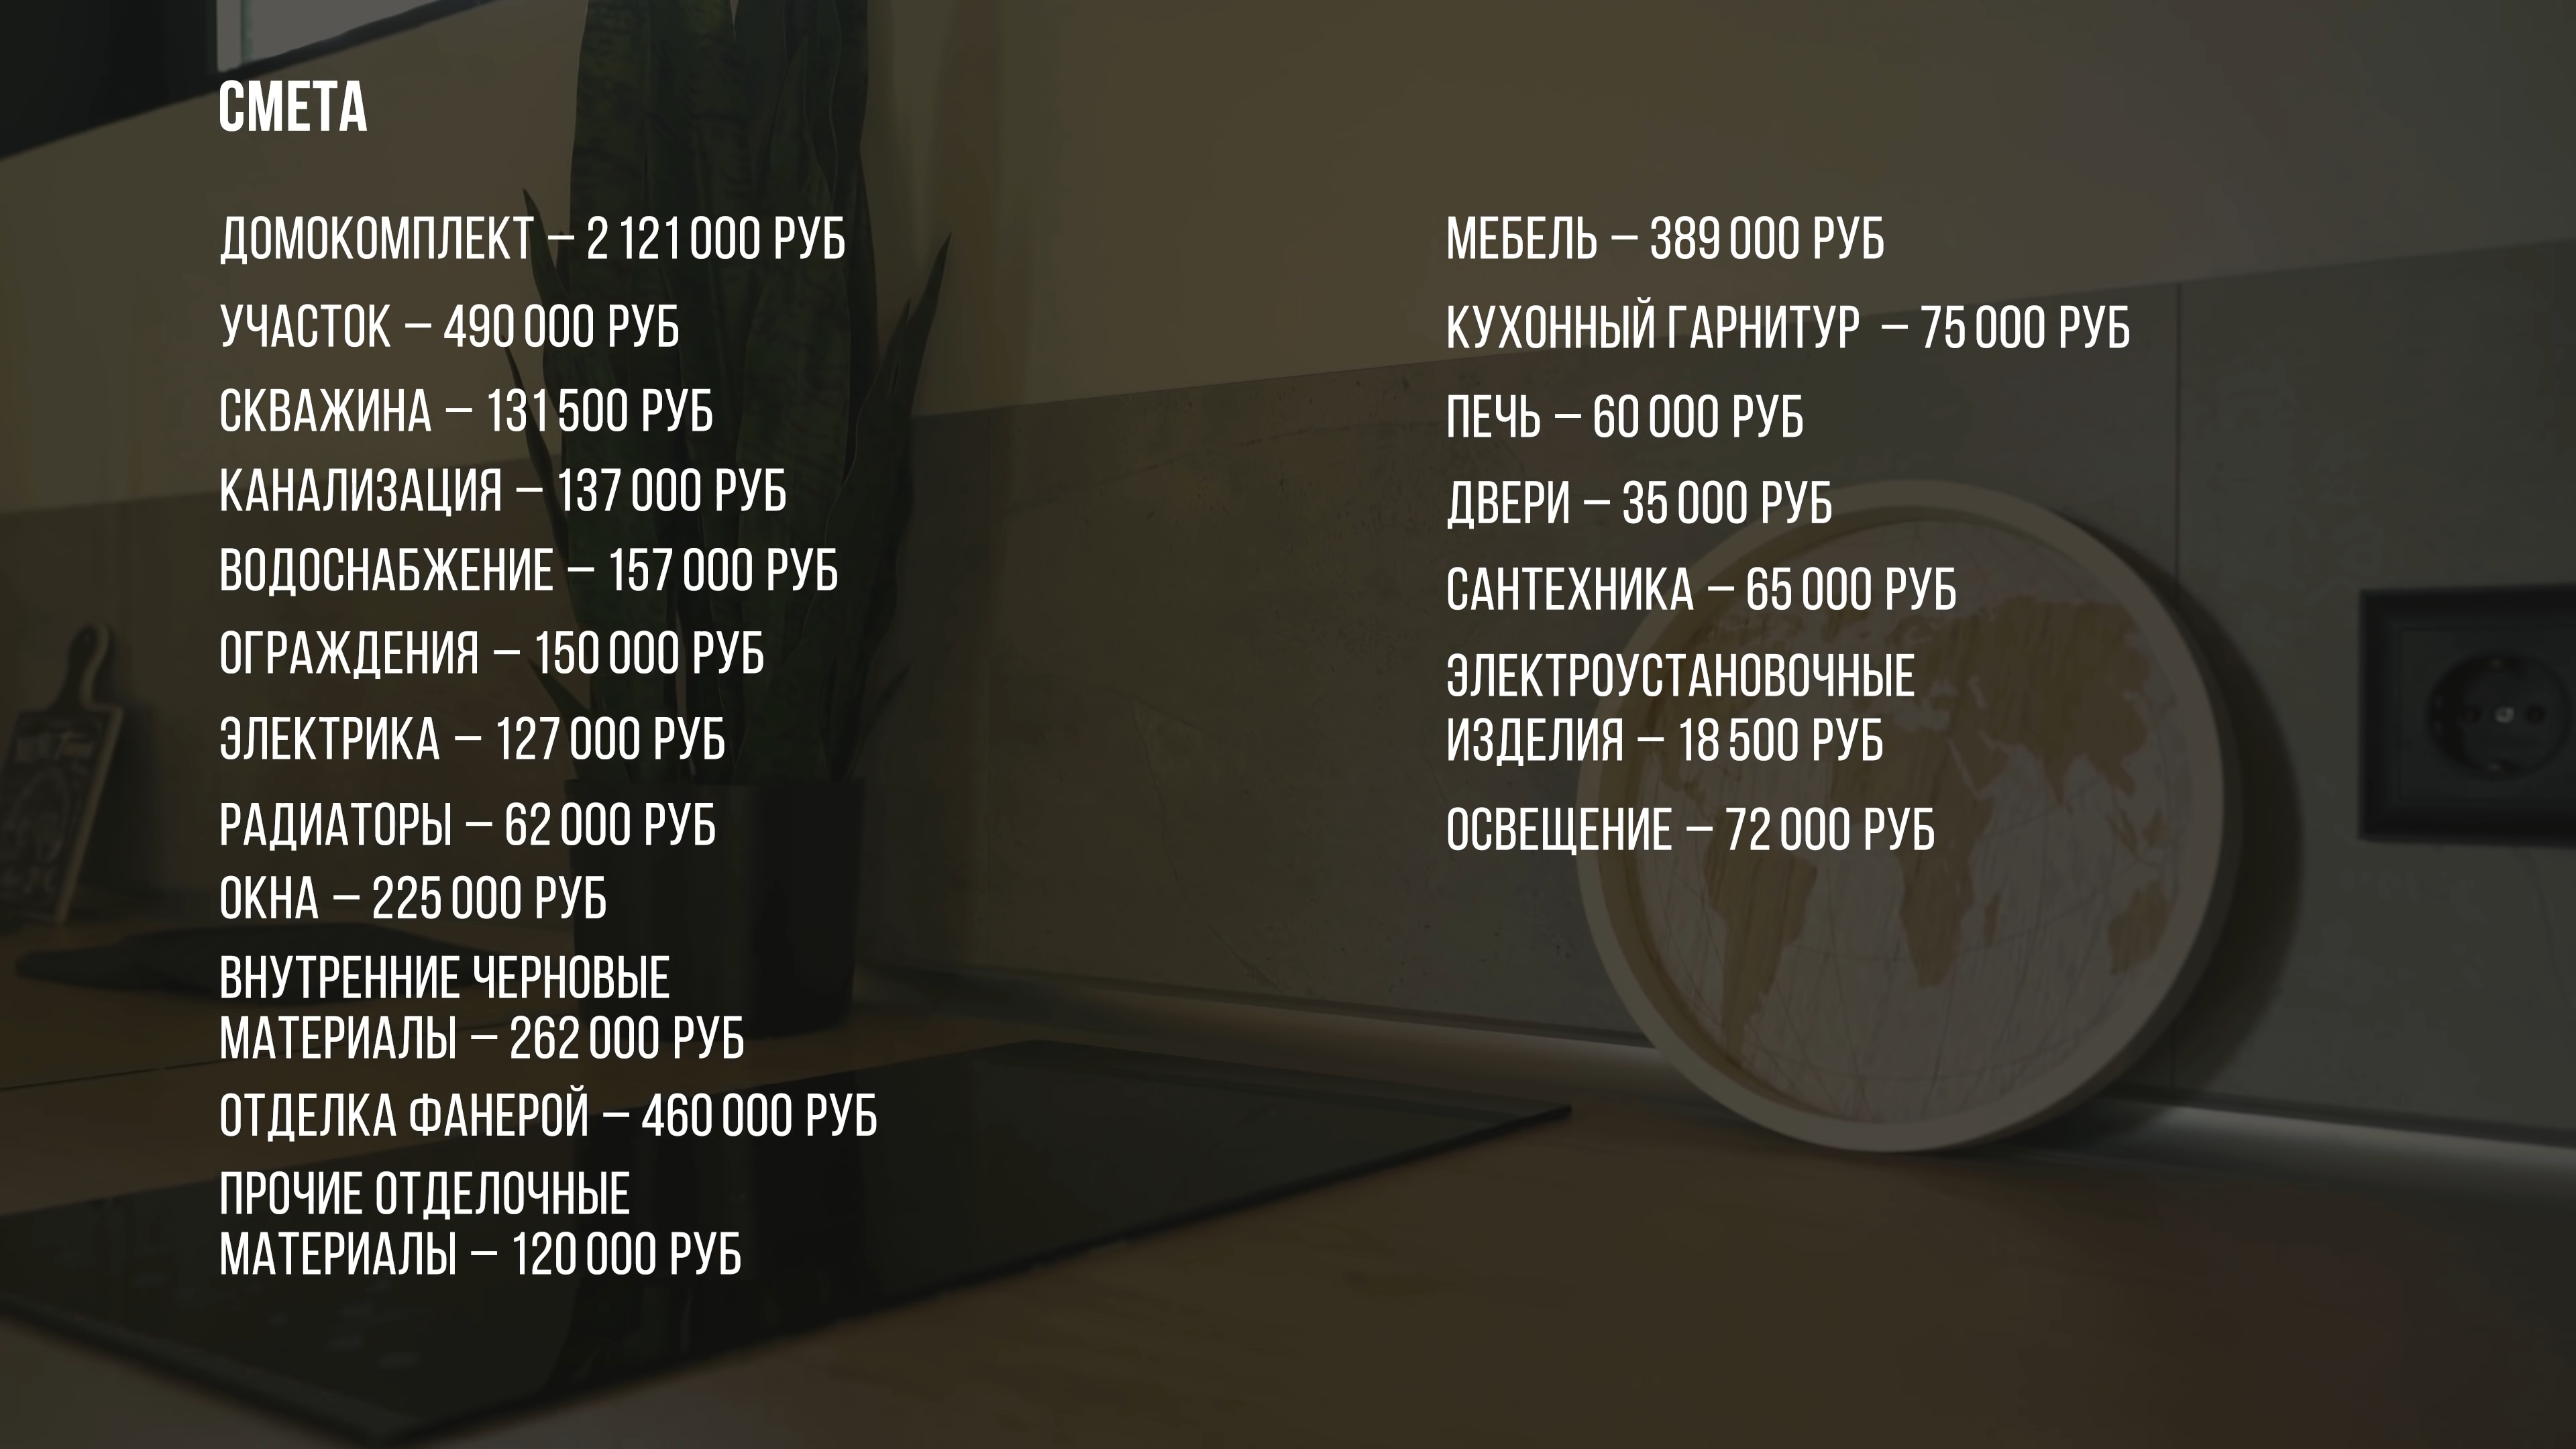 СМЕТА
ДОМОКОМПЛЕКТ – 2 121 000 РУБ
УЧАСТОК – 490 000 РУБ
СКВАЖИНА – 131 500 РУБ
КАНАЛИЗАЦИЯ – 137 000 РУБ
ВОДОСНАБЖЕНИЕ – 157 000 РУБ
ОГРАЖДЕНИЯ – 150 000 РУБ
ЭЛЕКТРИКА – 127 000 РУБ
РАДИАТОРЫ – 62 000 РУБ
ОКНА – 225 000 РУБ
ВНУТРЕННИЕ ЧЕРНОВЫЕ
МАТЕРИАЛЫ – 262 000 РУБ
ОТДЕЛКА ФАНЕРОЙ – 460 000 РУБ
ПРОЧИЕ ОТДЕЛОЧНЫЕ
МАТЕРИАЛЫ – 120 000 РУБ
МЕБЕЛЬ – 389 000 РУБ
КУХОННЫЙ ГАРНИТУР – 75 000 РУБ
ПЕЧЬ – 60 000 РУБ
ДВЕРИ – 35 000 РУБ
САНТЕХНИКА – 65 000 РУБ
ЭЛЕКТРОУСТАНОВОЧНЫЕ
ИЗДЕЛИЯ – 18 500 РУБ
ОСВЕЩЕНИЕ – 72 000 РУБ